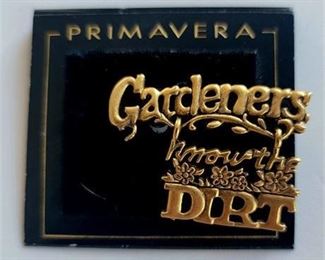 PRIMAVERA
Gardeners
know the
DIRT